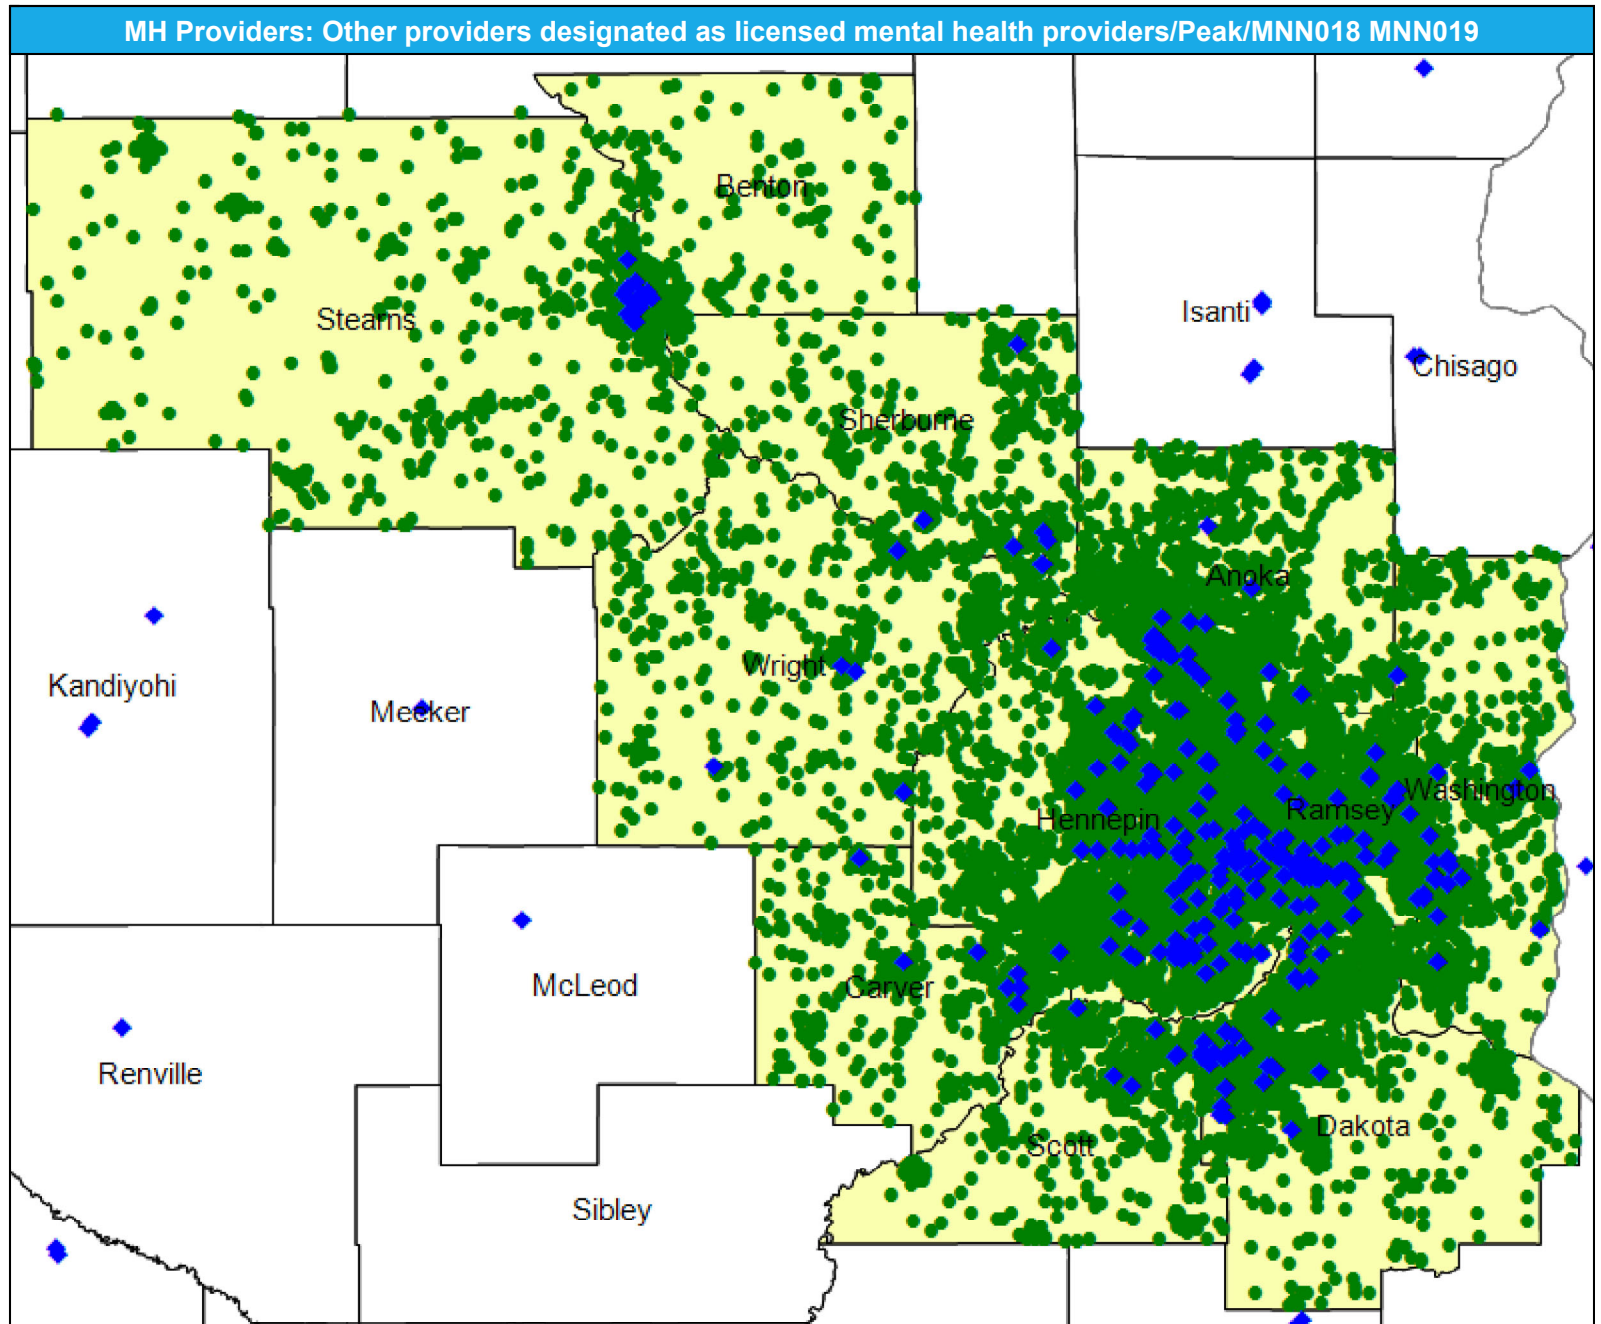 MH Providers: Other providers designated as licensed mental health providers/Peak/MNN018 MNN019
Benton
Stearns
Isanti
Chisago
Sherburne
Anoka
Wright
Kandiyohi
Meeker
Washington
Ramsey
Hennepin
McLeod
Carver
Renville
Dakota
Scott
Sibley